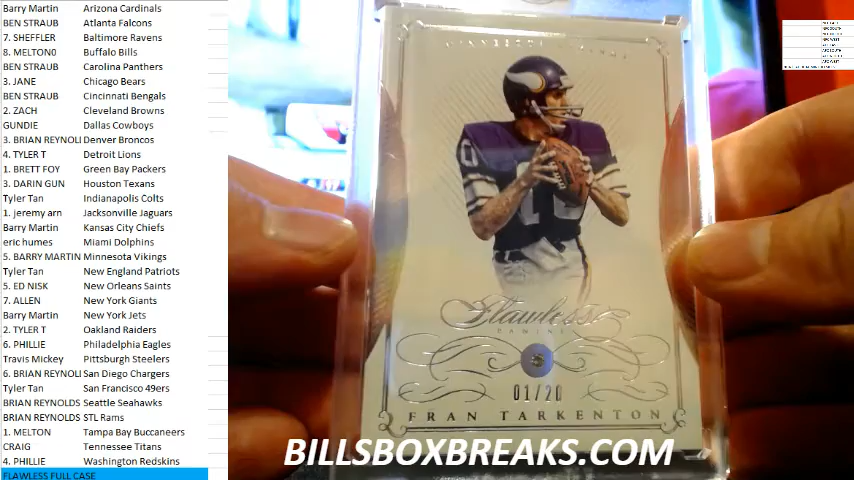 Barry Martin Arizona Cardinals
BEN STRAUB Atlanta Falcons
7. SHEFFLER Baltimore Ravens
8. MELTON0 Buffalo Bills
BEN STRAUB Carolina Panthers
3. JANE Chicago Bears
BEN STRAUB Cincinnati Bengals
2. ZACH Cleveland Browns
GUNDIE Dallas Cowboys
3. BRIAN REYNOLI Denver Broncos
4. TYLER T Detroit Lions
1. BRETT FOY Green Bay Packers
3. DARIN GUN Houston Texans
Tyler Tan Indianapolis Colts
1. jeremy arn Jacksonville Jaguars
Barry Martin Kansas City Chiefs
eric humes Miami Dolphins
5. BARRY MARTIN Minnesota Vikings
Tyler Tan New England Patriots
5. ED NISK New Orleans Saints
7. ALLEN New York Giants
Barry Martin New York Jets
2. TYLER T Oakland Raiders
6. PHILLIE Philadelphia Eagles
Travis Mickey Pittsburgh Steelers
6. BRIAN REYNOLI San Diego Chargers
Tyler Tan San Francisco 49ers
BRIAN REYNOLDS Seattle Seahawks
BRIAN REYNOLDS STL Rams
1. MELTON Tampa Bay Buccaneers
CRAIG Tennessee Titans
4. PHILLIE Washington Redskins
FLAWLESS FULL CASE
10
Flawless
PANINI
01/20
FRAN TARKENTON
BILLSBOXBREAKS.COM